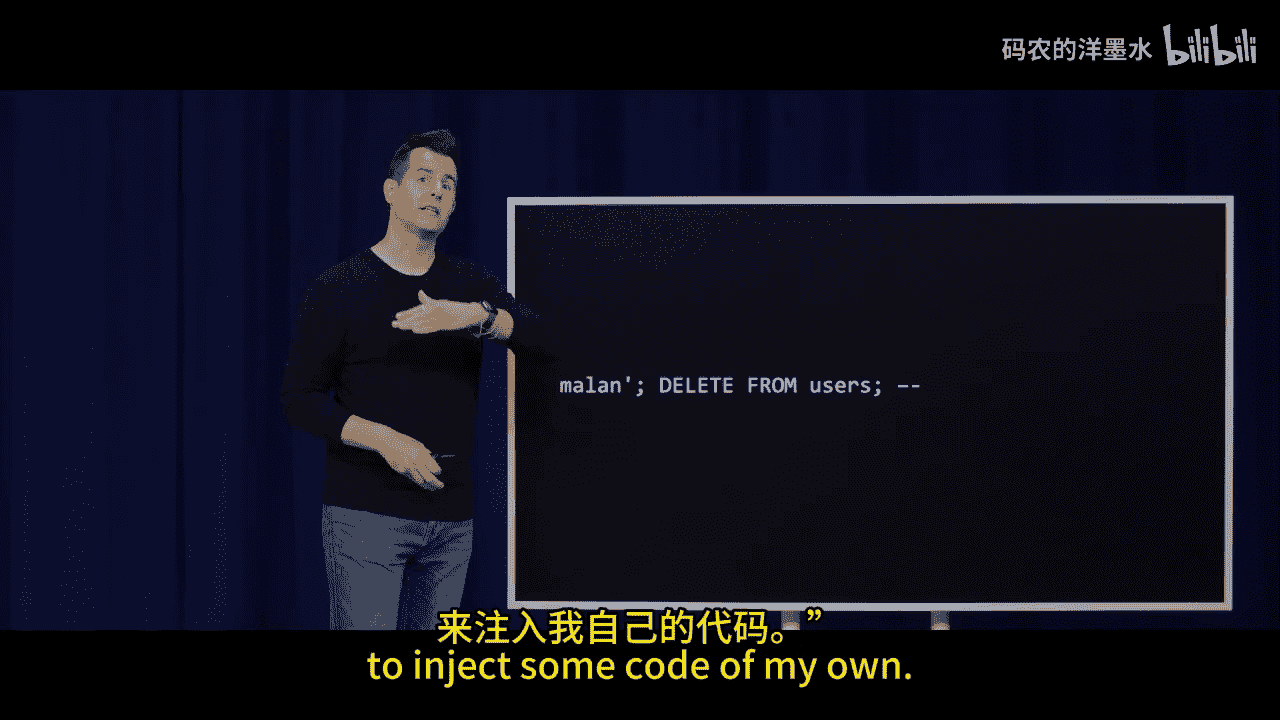 码农的洋墨水 bilibili
malan'; DELETE FROM users; --
来注入我自己的代码。”
to inject some code of my own.